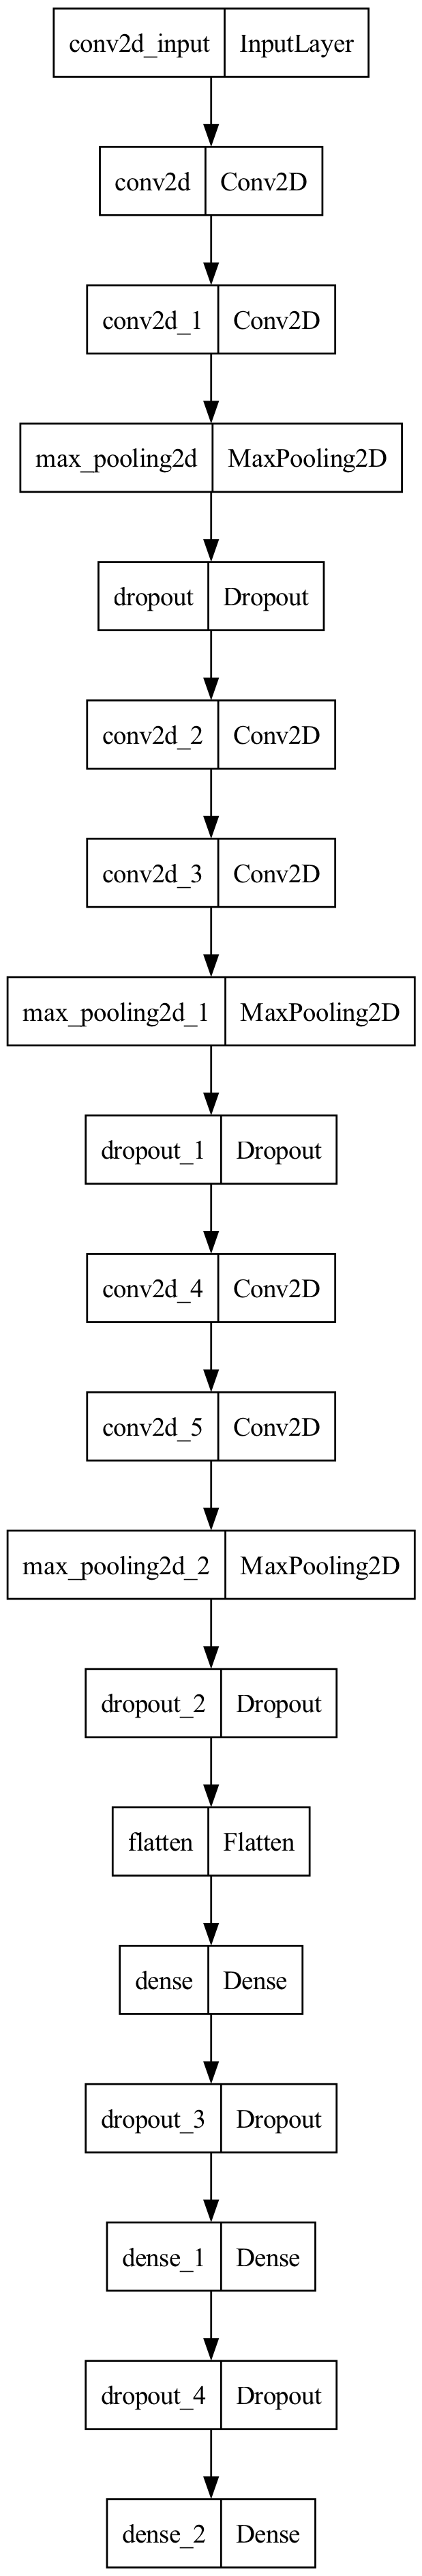 conv2d_input InputLayer
conv2d Conv2D
conv2d_1 Conv2D
max_pooling2d MaxPooling2D
dropout Dropout
conv2d_2 Conv2D
conv2d_3 Conv2D
max_pooling2d_1 MaxPooling2D
dropout_1 Dropout
conv2d_4 Conv2D
conv2d_5 Conv2D
max_pooling2d_2 MaxPooling2D
dropout_2 Dropout
flatten Flatten
dense Dense
dropout_3 Dropout
dense_1 Dense
dropout_4 Dropout
dense_2 Dense